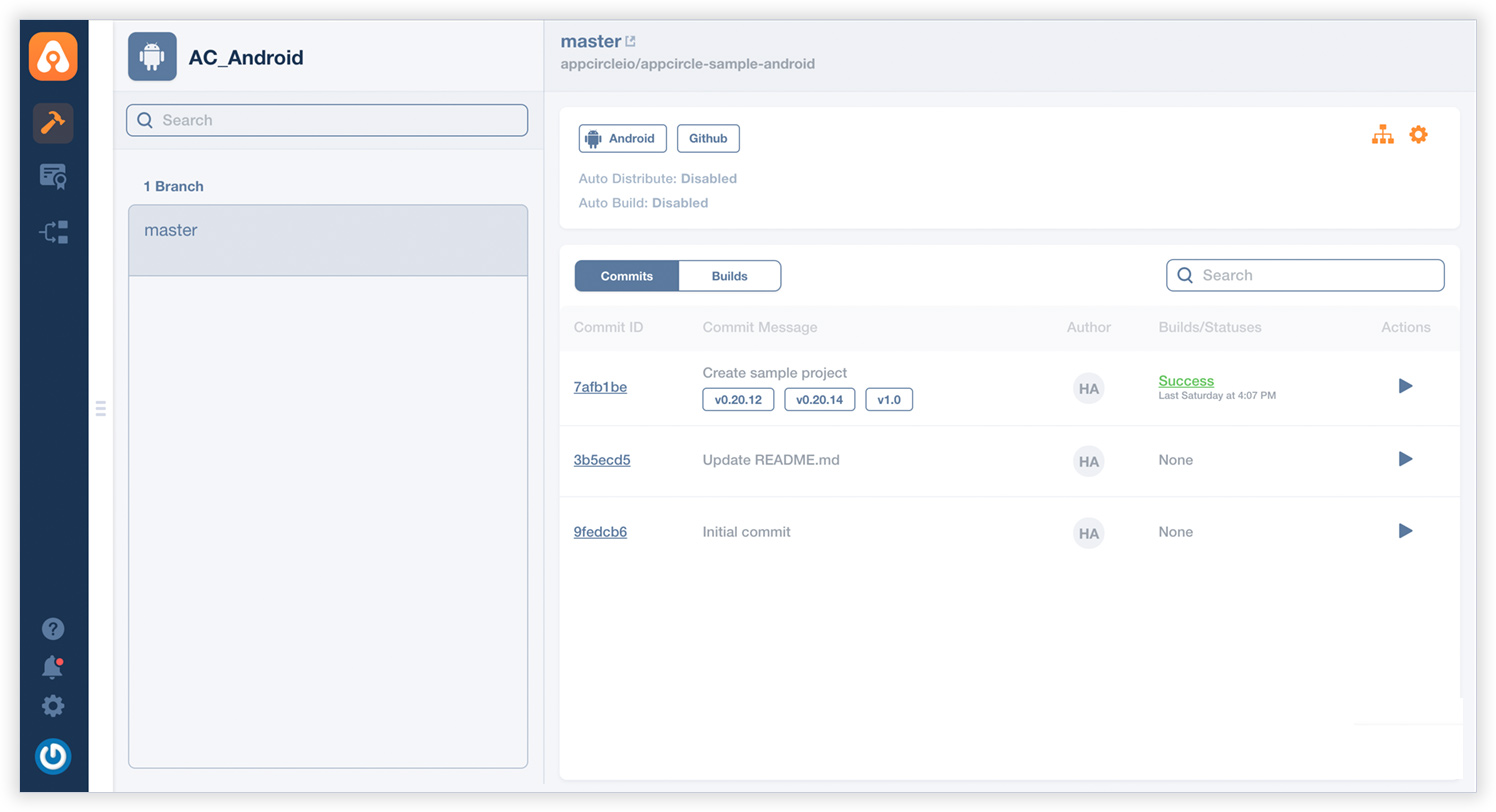 AC_Android
Search
1 Branch
master
master
appcircleio/appcircle-sample-android
Android Github
Auto Distribute: Disabled
Auto Build: Disabled
Commits Builds Search
Commit ID Commit Message Author Builds/Statuses Actions
7afb1be Create sample project HA Success
v0.20.12 v0.20.14 v1.0 Last Saturday at 4:07 PM
3b5ecd5 Update README.md HA None
9fedcb6 Initial commit HA None
?